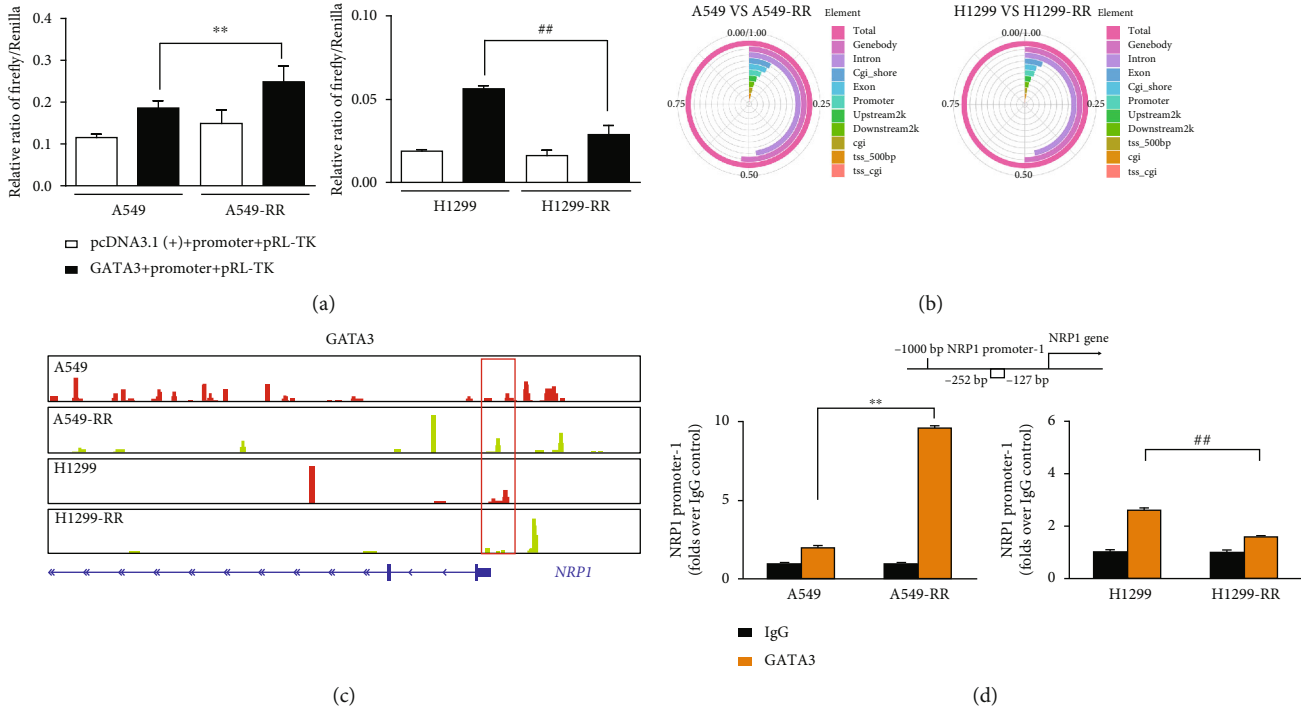 Relative ratio of firefly/Renilla
0.4
0.3
0.2
0.1
0.0
**
A549
A549-RR
Relative ratio of firefly/Renilla
0.10
0.05
0.00
##
H1299
H1299-RR
pcDNA3.1 (+)+promoter+pRL-TK
GATA3+promoter+pRL-TK
(a)
A549 VS A549-RR
Element
0.00/1.00
0.25
0.50
0.75
Total
Genebody
Intron
Cgi_shore
Exon
Promoter
Upstream2k
Downstream2k
cgi
tss_500bp
tss_cgi
H1299 VS H1299-RR
Element
0.00/1.00
0.25
0.50
0.75
Total
Genebody
Intron
Exon
Cgi_shore
Promoter
Upstream2k
Downstream2k
tss_500bp
cgi
tss_cgi
(b)
GATA3
A549
A549-RR
H1299
H1299-RR
NRP1
(c)
NRP1 gene
−1000 bp NRP1 promoter-1
−252 bp
−127 bp
NRP1 promoter-1
(folds over IgG control)
10
5
0
**
A549
A549-RR
NRP1 promoter-1
(folds over IgG control)
6
4
2
0
##
H1299
H1299-RR
IgG
GATA3
(d)